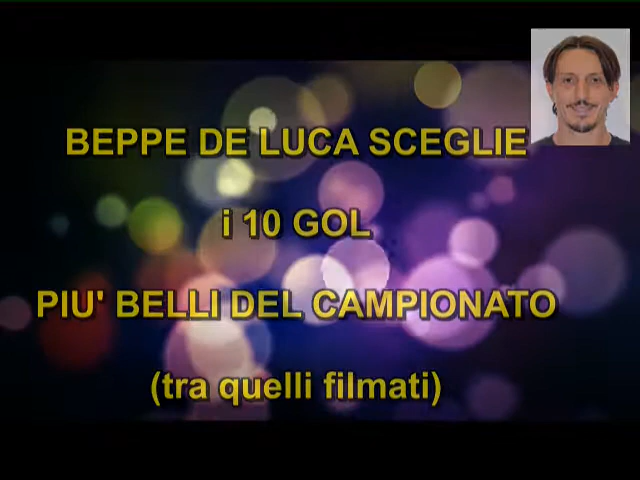 BEPPE DE LUCA SCEGLIE
i 10 GOL
PIU' BELLI DEL CAMPIONATO
(tra quelli filmati)